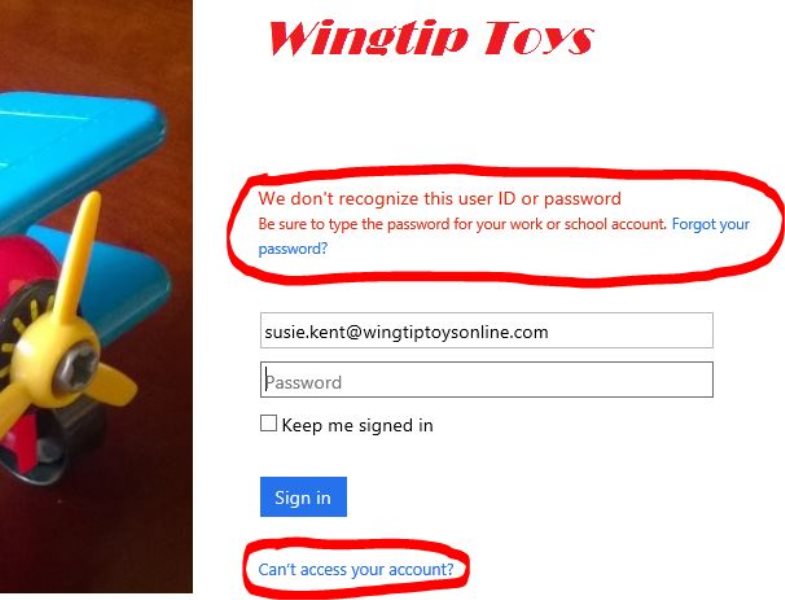 Wingtip Toys
We don't recognize this user ID or password
Be sure to type the password for your work or school account. Forgot your
password?
susie.kent@wingtiptoysonline.com
Password
Keep me signed in
Sign in
Can't access your account?